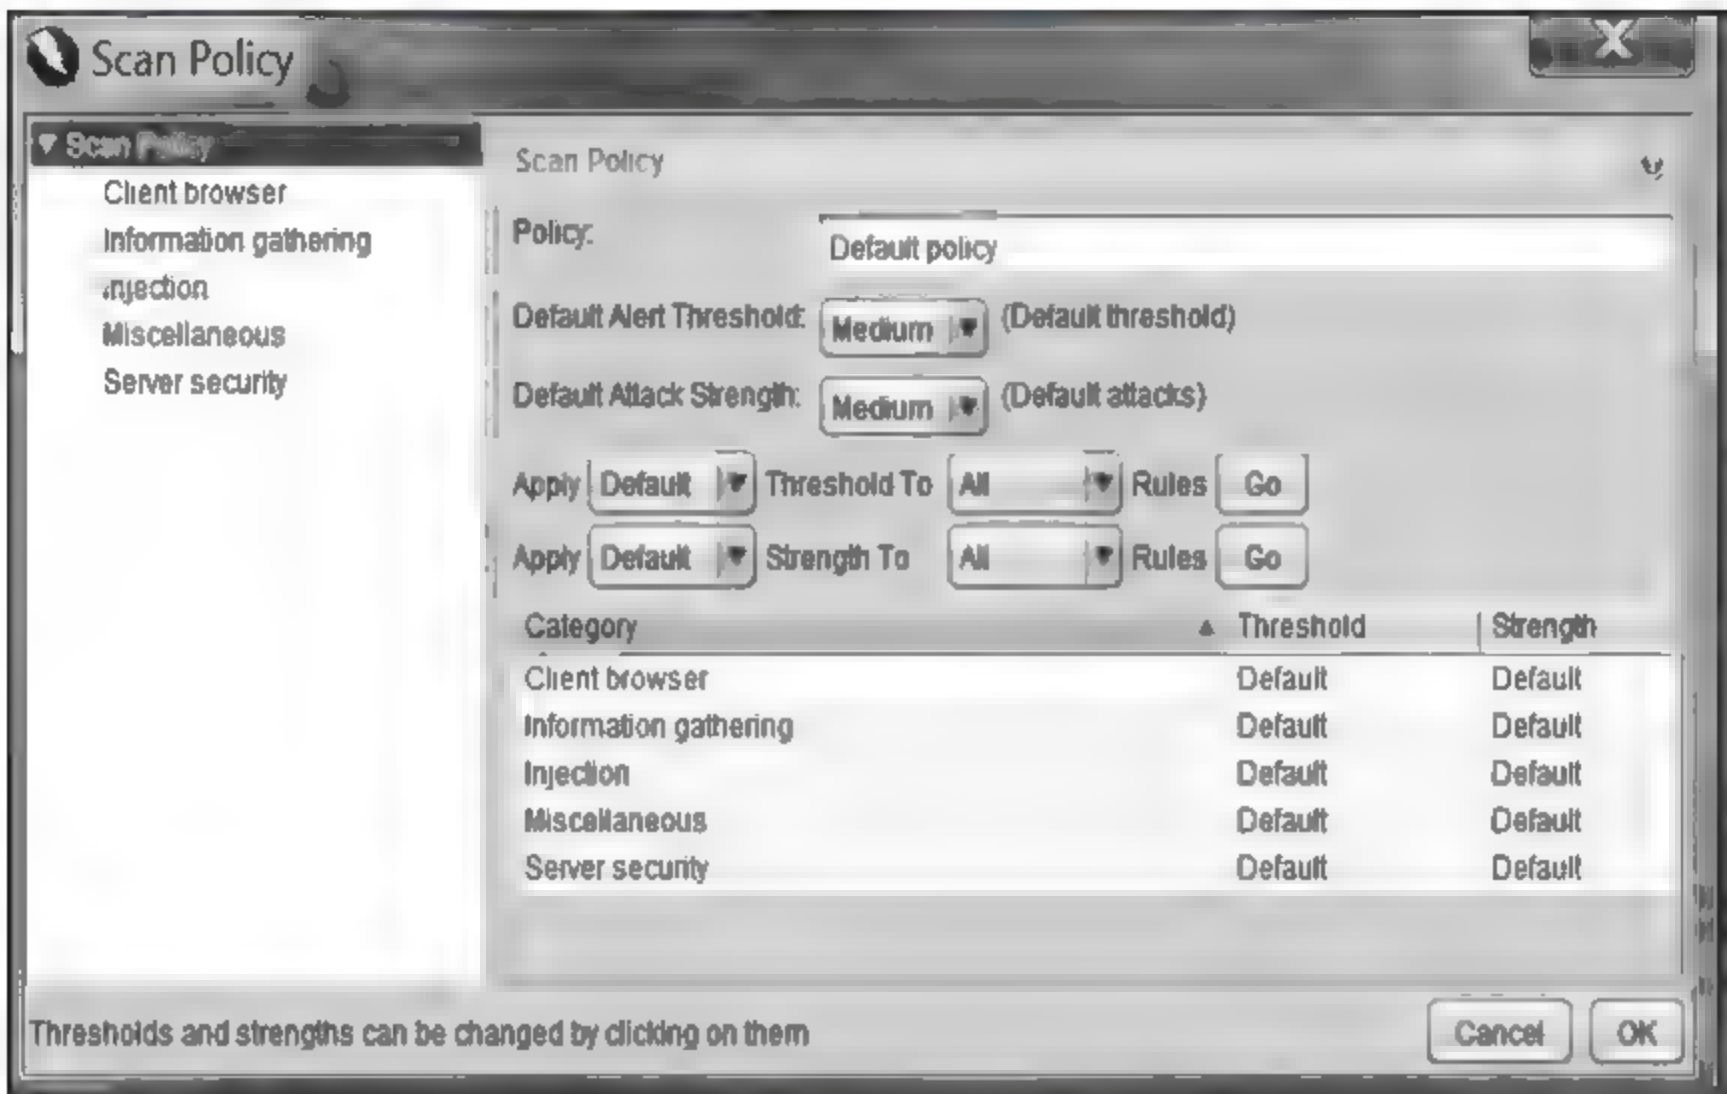 Scan Policy
Scan Policy
Client browser
Information gathering
Injection
Miscellaneous
Server security
Scan Policy
Policy:
Default policy
Default Alert Threshold: Medium (Default threshold)
Default Attack Strength: Medium (Default attacks)
Apply Default Threshold To All Rules Go
Apply Default Strength To All Rules Go
Category Threshold Strength
Client browser Default Default
Information gathering Default Default
Injection Default Default
Miscellaneous Default Default
Server security Default Default
Thresholds and strengths can be changed by clicking on them
Cancel OK